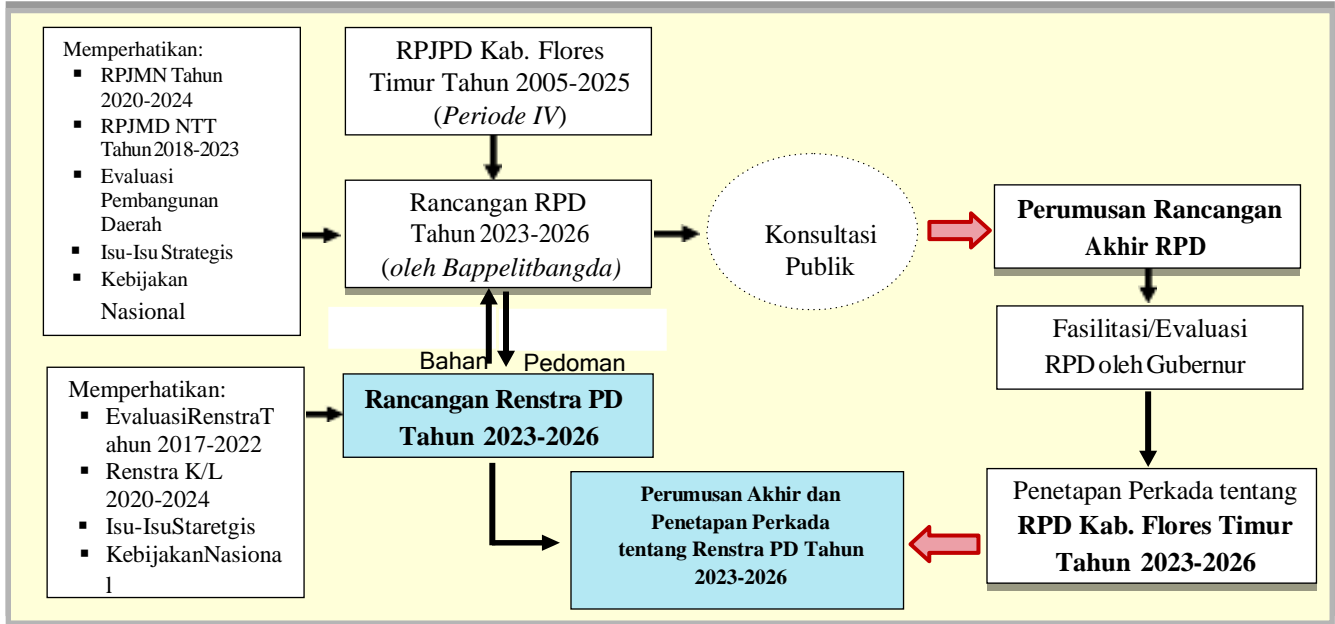 Memperhatikan:
▪ RPJMN Tahun
2020-2024
▪ RPJMD NTT
Tahun 2018-2023
▪ Evaluasi
Pembangunan
Daerah
▪ Isu-Isu Strategis
▪ Kebijakan
Nasional
RPJPD Kab. Flores
Timur Tahun 2005-2025
(Periode IV)
Rancangan RPD
Tahun 2023-2026
(oleh Bappelitbangda)
Konsultasi
Publik
Perumusan Rancangan
Akhir RPD
Fasilitasi/Evaluasi
RPD oleh Gubernur
Bahan
Pedoman
Memperhatikan:
▪ EvaluasiRenstraT
ahun 2017-2022
▪ Renstra K/L
2020-2024
▪ Isu-IsuStaretgis
▪ KebijakanNasiona
l
Rancangan Renstra PD
Tahun 2023-2026
Perumusan Akhir dan
Penetapan Perkada
tentang Renstra PD Tahun
2023-2026
Penetapan Perkada tentang
RPD Kab. Flores Timur
Tahun 2023-2026